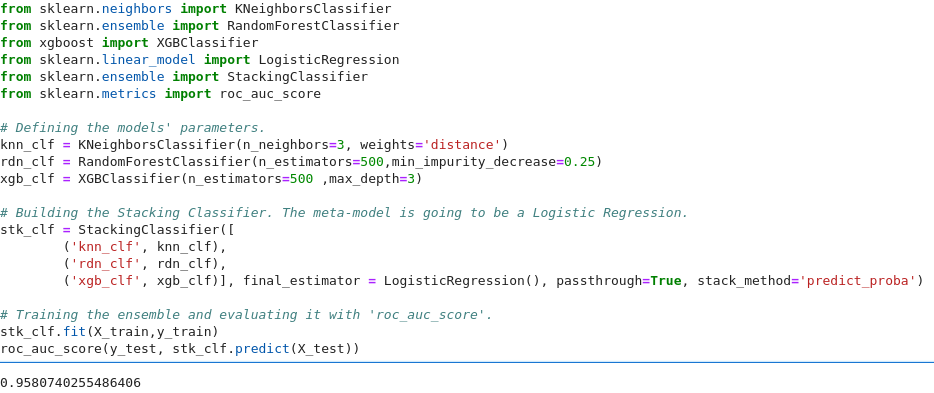 from sklearn.neighbors import KNeighborsClassifier
from sklearn.ensemble import RandomForestClassifier
from xgboost import XGBClassifier
from sklearn.linear_model import LogisticRegression
from sklearn.ensemble import StackingClassifier
from sklearn.metrics import roc_auc_score

# Defining the models' parameters.
knn_clf = KNeighborsClassifier(n_neighbors=3, weights='distance')
rdn_clf = RandomForestClassifier(n_estimators=500,min_impurity_decrease=0.25)
xgb_clf = XGBClassifier(n_estimators=500 ,max_depth=3)

# Building the Stacking Classifier. The meta-model is going to be a Logistic Regression.
stk_clf = StackingClassifier([
        ('knn_clf', knn_clf),
        ('rdn_clf', rdn_clf),
        ('xgb_clf', xgb_clf)], final_estimator = LogisticRegression(), passthrough=True, stack_method='predict_proba')

# Training the ensemble and evaluating it with 'roc_auc_score'.
stk_clf.fit(X_train,y_train)
roc_auc_score(y_test, stk_clf.predict(X_test))
0.9580740255486406